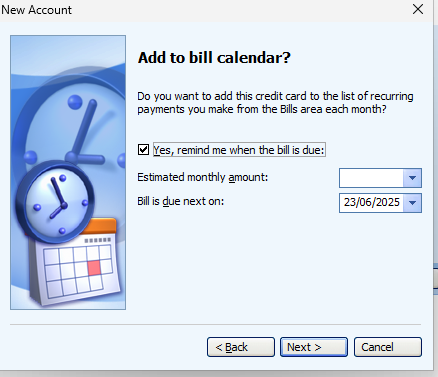 New Account
Add to bill calendar?
Do you want to add this credit card to the list of recurring
payments you make from the Bills area each month?
Yes, remind me when the bill is due:
Estimated monthly amount:
Bill is due next on:
23/06/2025
< Back
Next >
Cancel